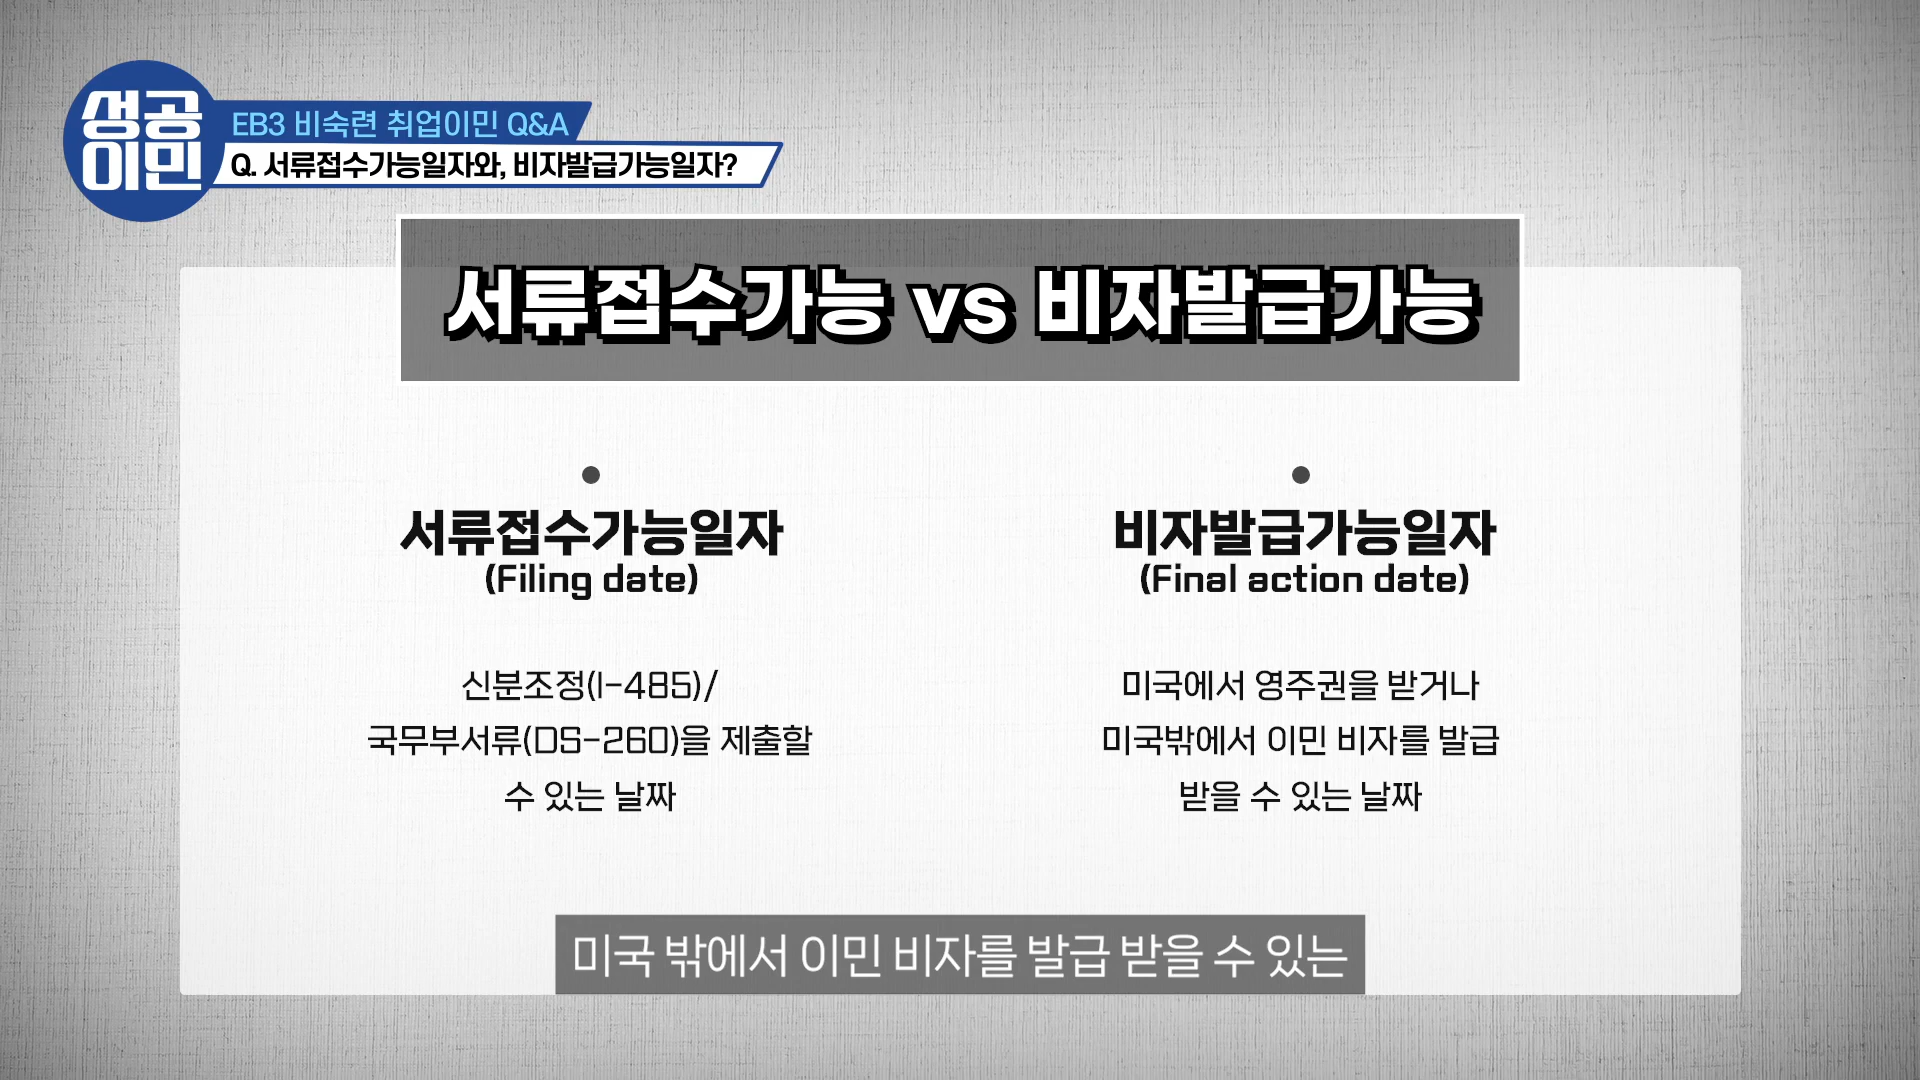 성공
이민
EB3 비숙련 취업이민 Q&A
Q. 서류접수가능일자와, 비자발급가능일자?
서류접수가능 vs 비자발급가능
서류접수가능일자
(Filing date)
신분조정(I-485)/
국무부서류(DS-260)을 제출할
수 있는 날짜
비자발급가능일자
(Final action date)
미국에서 영주권을 받거나
미국밖에서 이민 비자를 발급
받을 수 있는 날짜
미국 밖에서 이민 비자를 발급 받을 수 있는